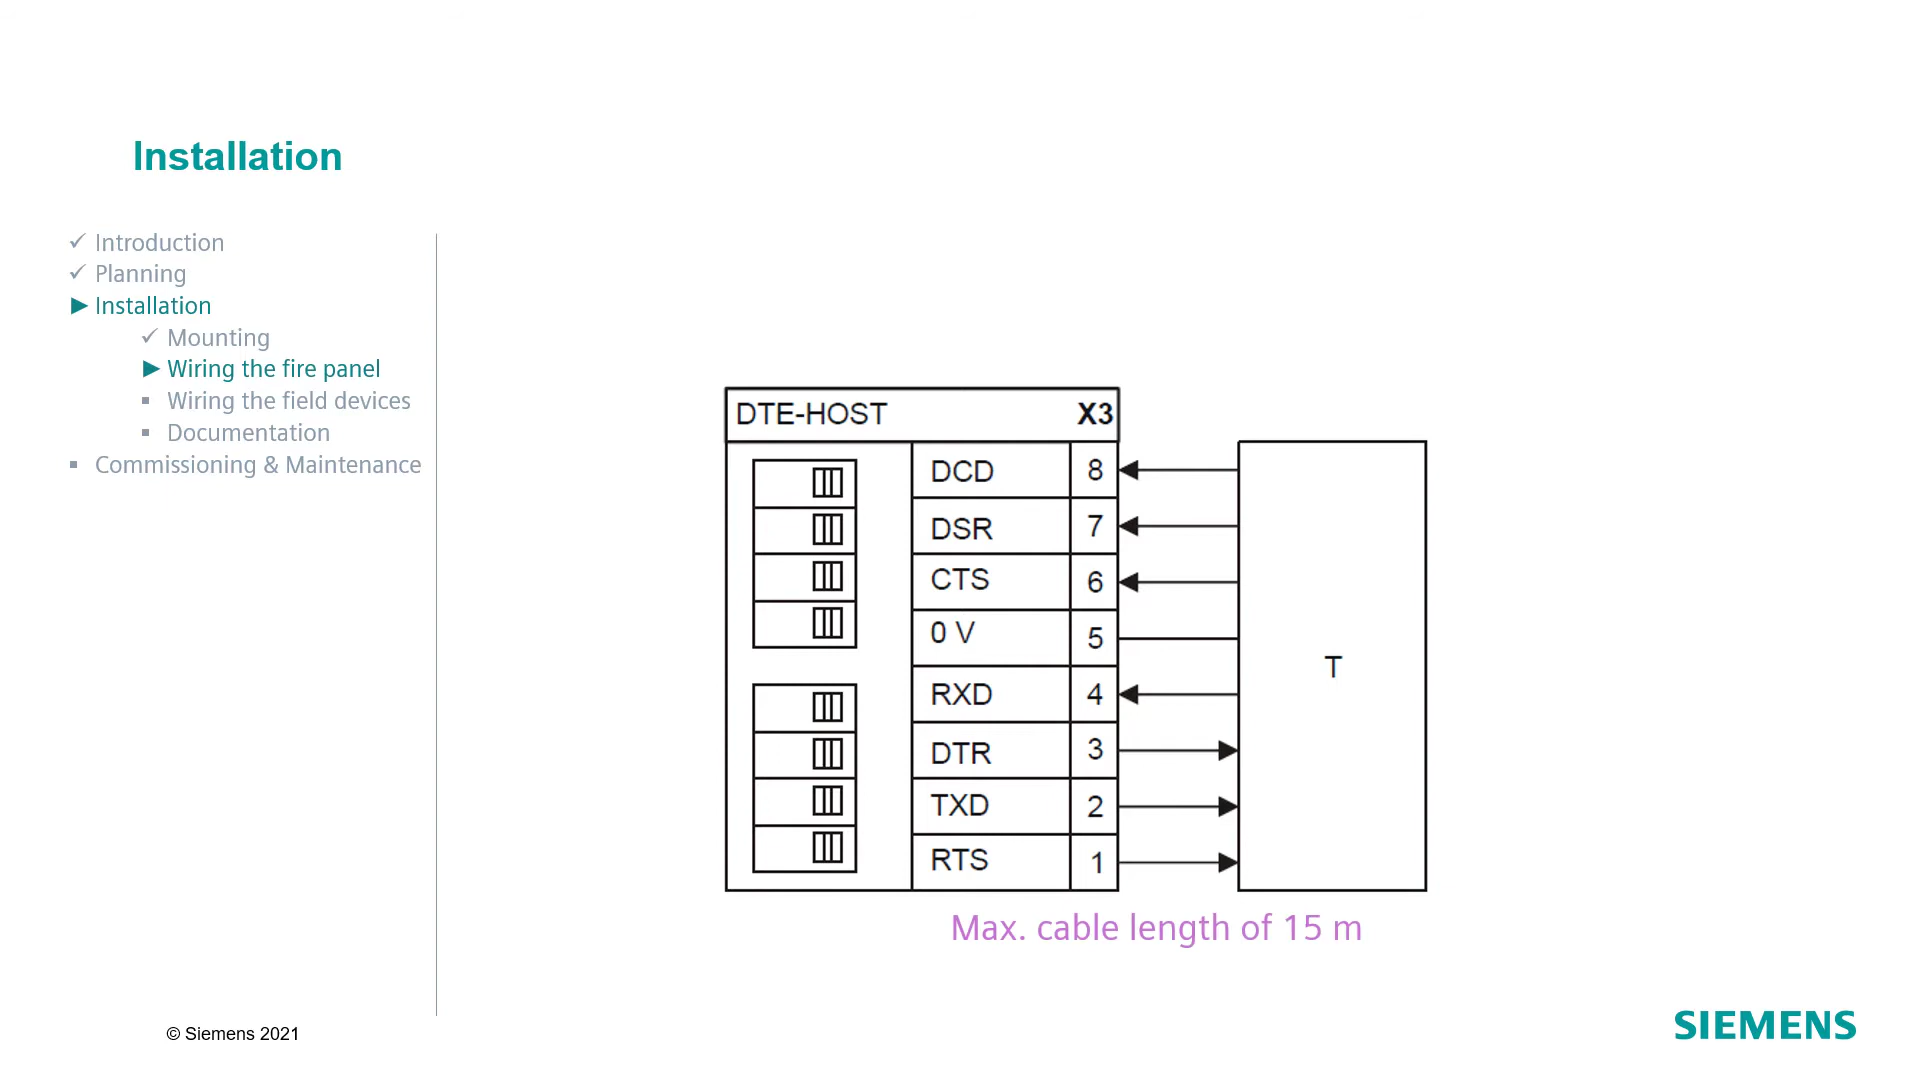 Installation
✓ Introduction
✓ Planning
► Installation
✓ Mounting
► Wiring the fire panel
▪ Wiring the field devices
▪ Documentation
▪ Commissioning & Maintenance
DTE-HOST X3
DCD 8
DSR 7
CTS 6
0 V 5
T
RXD 4
DTR 3
TXD 2
RTS 1
Max. cable length of 15 m
© Siemens 2021
SIEMENS